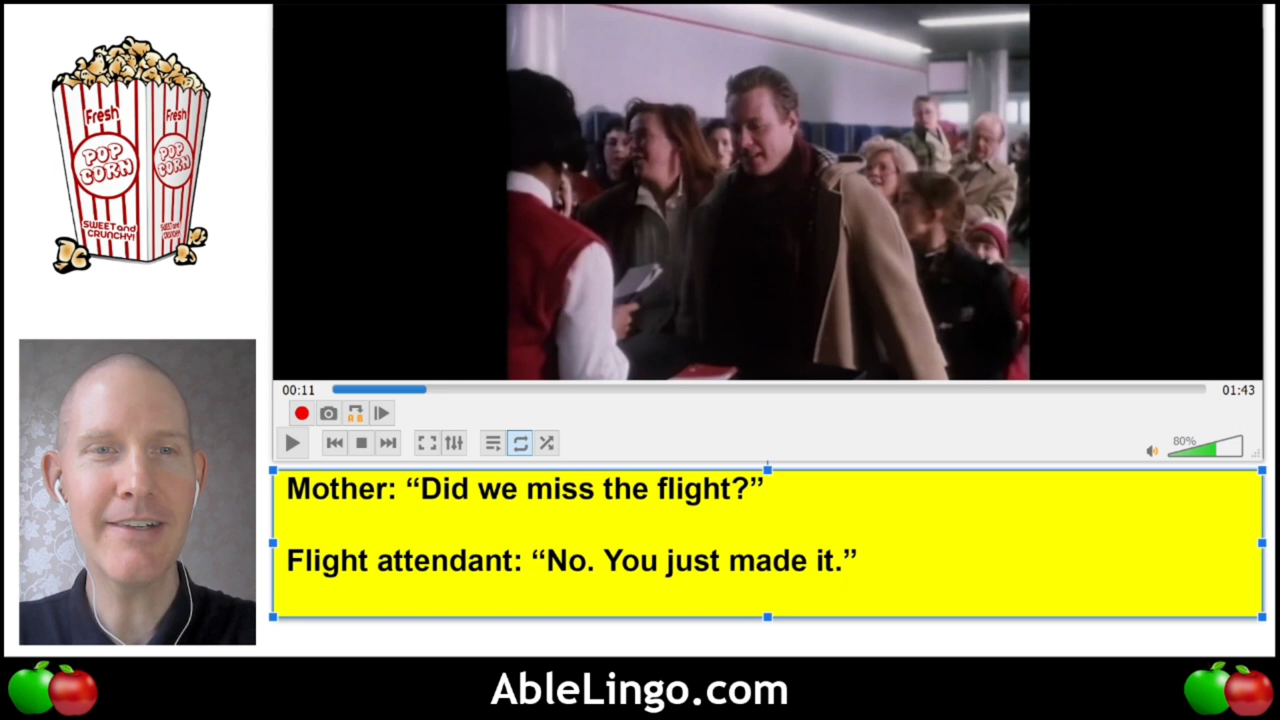 Fresh
Fresh
POP
CORN
POP
CORN
SWEET and
CRUNCHY!
00:11
01:43
80%
Mother: “Did we miss the flight?”
Flight attendant: “No. You just made it.”
AbleLingo.com